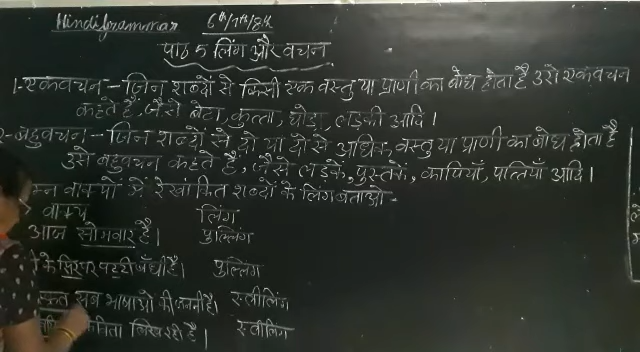 Hindi grammar 6th/7th/8th
पाठ 5 लिंग और वचन
1- एकवचन - जिन शब्दों से किसी एक वस्तु या प्राणी का बोध होता है उसे एकवचन
कहते हैं, जैसे बेटा, कुत्ता, घोड़ा, लड़की आदि।
2- बहुवचन - जिन शब्दों से दो या दो से अधिक वस्तु या प्राणी का बोध होता है
उसे बहुवचन कहते हैं, जैसे लड़के, पुस्तकें, कापियाँ, पत्तियाँ आदि।
म्न वाक्यों में रेखांकित शब्दों के लिंग बताओ -
वाक्य लिंग
आज सोमवार है। पुल्लिंग
के सिर पर पट्टी बँधी है। पुल्लिंग
स्कृत सब भाषाओं की जननी है। स्त्रीलिंग
लिख रही है। स्त्रीलिंग